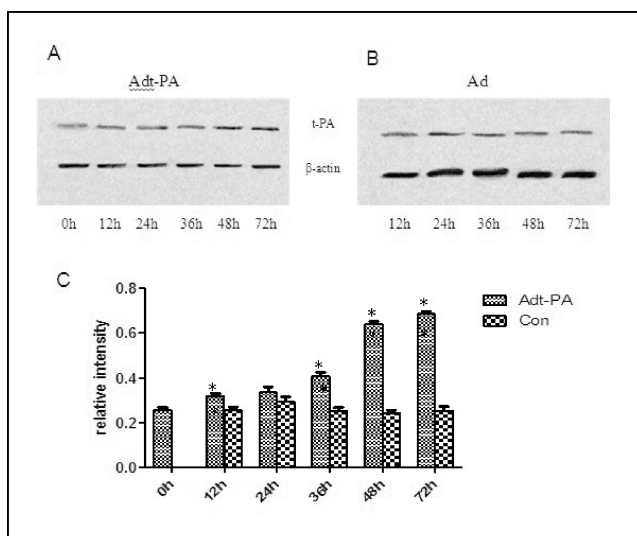 A
B
Adt-PA
Ad
t-PA
β-actin
0h 12h 24h 36h 48h 72h
12h 24h 36h 48h 72h
C
relative intensity
0.8
0.6
0.4
0.2
0.0
* * * *
* * * *
0h 12h 24h 36h 48h 72h
Adt-PA
Con